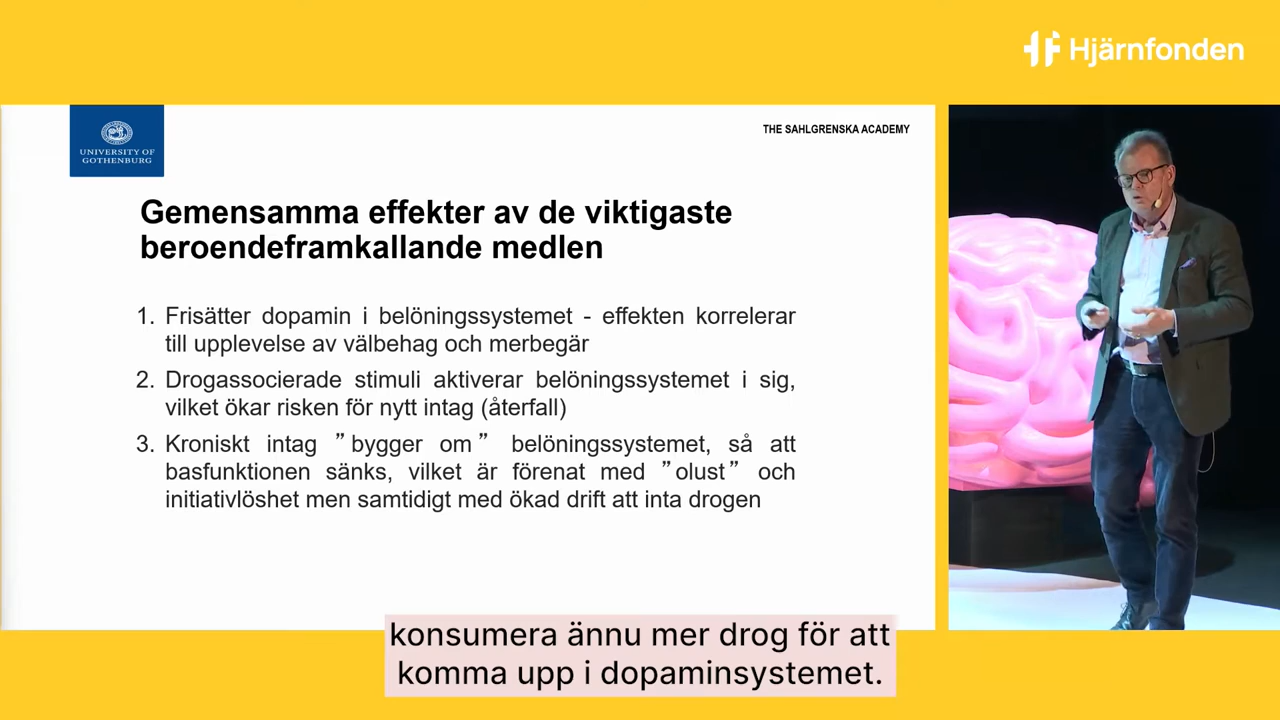 Hjärnfonden
UNIVERSITY OF
GOTHENBURG
THE SAHLGRENSKA ACADEMY
Gemensamma effekter av de viktigaste
beroendeframkallande medlen
1. Frisätter dopamin i belöningssystemet - effekten korrelerar
till upplevelse av välbehag och merbegär
2. Drogassocierade stimuli aktiverar belöningssystemet i sig,
vilket ökar risken för nytt intag (återfall)
3. Kroniskt intag ”bygger om” belöningssystemet, så att
basfunktionen sänks, vilket är förenat med ”olust” och
initiativlöshet men samtidigt med ökad drift att inta drogen
konsumera ännu mer drog för att
komma upp i dopaminsystemet.